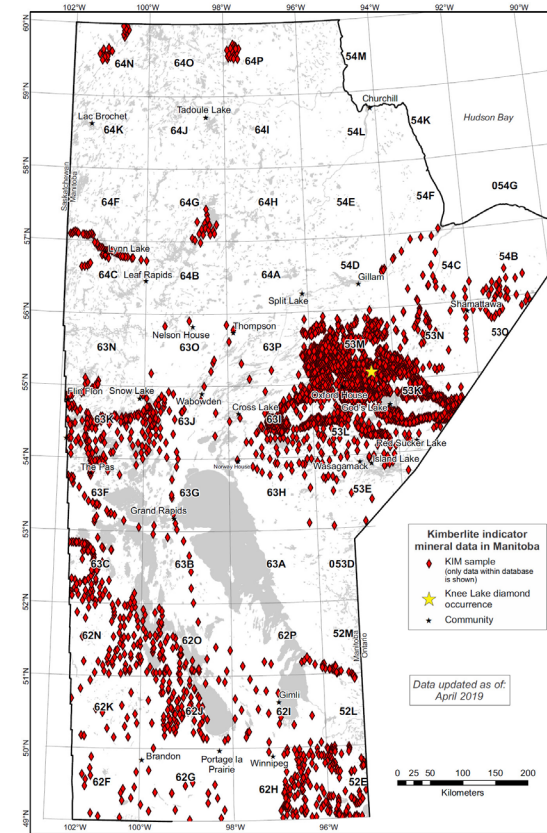 102°W 100°W 98°W 96°W 94°W 92°W 90°W
60°N
54N 64O 54P 54M
59°N
Churchill
Lac Brochet Tadoule Lake 54K Hudson Bay
64K 64J 64I 54L
58°N
Saskatchewan
Manitoba
64F 64G 64H 54E 54F 054G
57°N
Lynn Lake 54D 54C 54B
64C Leaf Rapids 64B 64A Gillam
Split Lake Shamattawa
56°N
Nelson House Thompson 53N 53O
63N 63O 63P 53M
55°N
Flin Flon Snow Lake Wabowden Oxford House 53K
Cross Lake God's Lake
63K 63J 63I 53L Red Sucker Lake
54°N
The Pas Norway House Wasagamack Island Lake
63F 63G 63H 53E
Grand Rapids
53°N
63C 63B 63A 053D
52°N
62N 62O 62P 52M
Manitoba
Ontario
51°N
62K 62J Gimli 62I 52L
50°N
Brandon Portage la
Prairie Winnipeg
62F 62G 62H 52E
49°N
102°W 100°W 98°W 96°W
Kimberlite indicator
mineral data in Manitoba
KIM sample
(only data within database
is shown)
Knee Lake diamond
occurrence
Community
Data updated as of:
April 2019
0 25 50 100 150 200
Kilometers